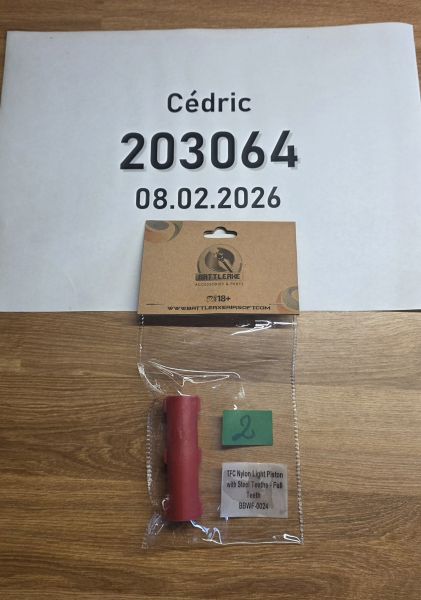 Cédric
203064
08.02.2026
BATTLEAXE
ACCESSORIES & PARTS
18+
WWW.BATTLEAXEAIRSOFT.COM
2
TFC Nylon Light Piston
with Steel Teeths - Full
Teeth
BBWF-0024